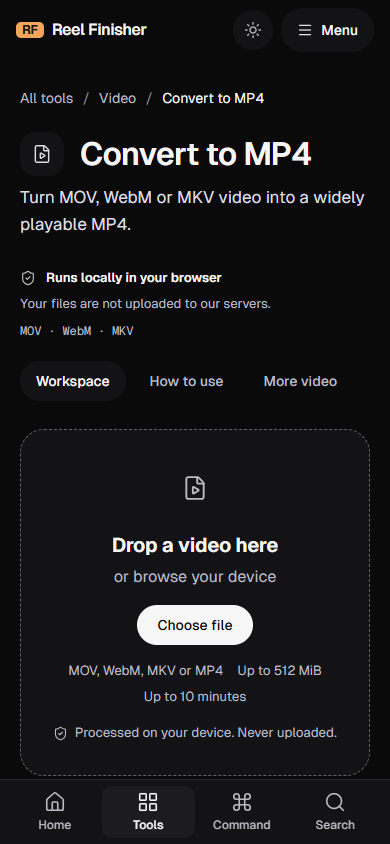 RF Reel Finisher
Menu
All tools / Video / Convert to MP4
Convert to MP4
Turn MOV, WebM or MKV video into a widely
playable MP4.
Runs locally in your browser
Your files are not uploaded to our servers.
MOV · WebM · MKV
Workspace How to use More video
Drop a video here
or browse your device
Choose file
MOV, WebM, MKV or MP4 Up to 512 MiB
Up to 10 minutes
Processed on your device. Never uploaded.
Home Tools Command Search